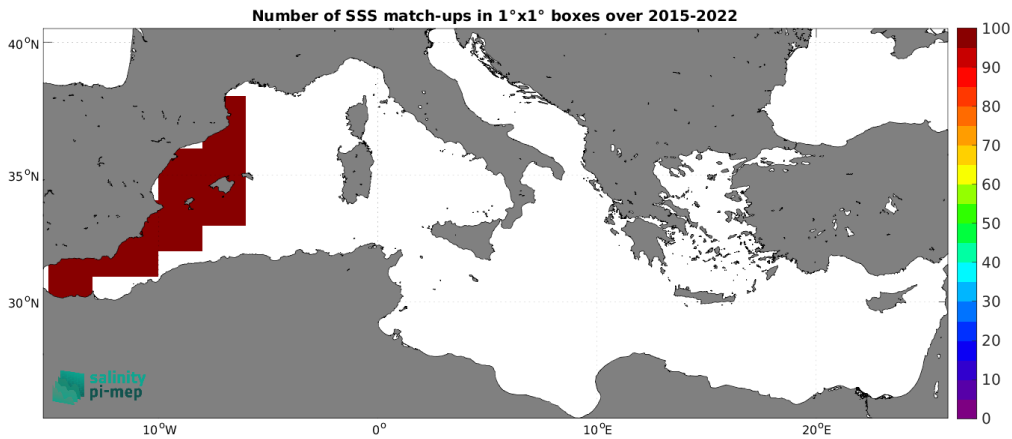 Number of SSS match-ups in 1°x1° boxes over 2015-2022
40°N
35°N
30°N
10°W
0°
10°E
20°E
100
90
80
70
60
50
40
30
20
10
0
salinity
pi-mep